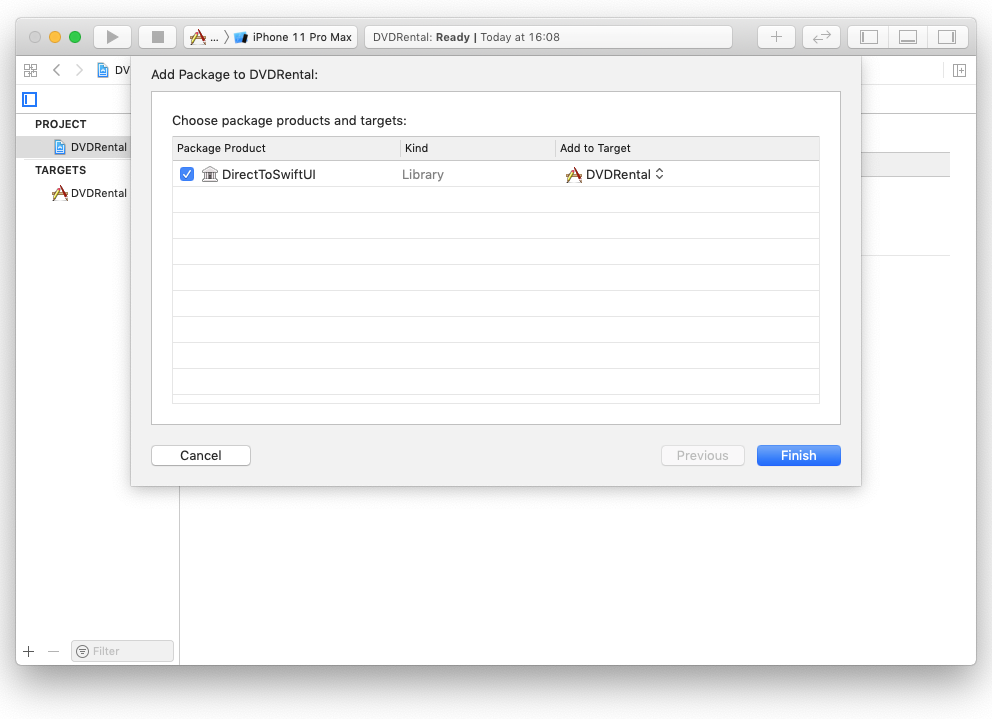 ... iPhone 11 Pro Max DVDRental: Ready | Today at 16:08
DV
Add Package to DVDRental:
PROJECT
DVDRental
TARGETS
DVDRental
Choose package products and targets:
Package Product Kind Add to Target
DirectToSwiftUI Library DVDRental
Cancel Previous Finish
Filter